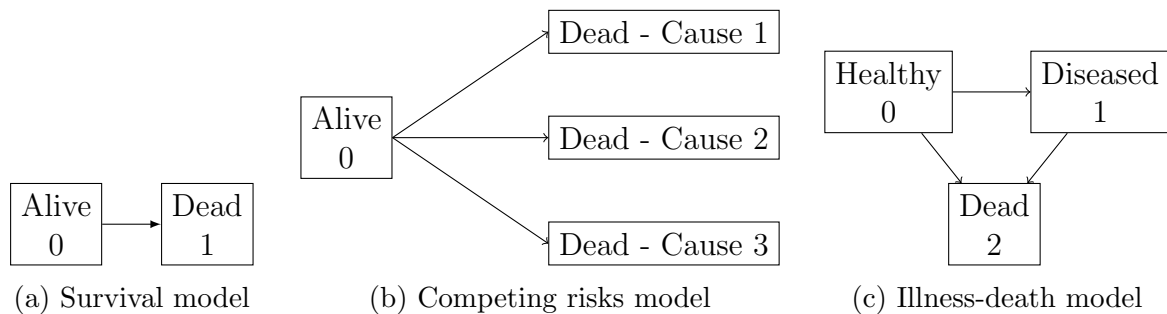 Alive
0
Dead
1
(a) Survival model
Alive
0
Dead - Cause 1
Dead - Cause 2
Dead - Cause 3
(b) Competing risks model
Healthy
0
Diseased
1
Dead
2
(c) Illness-death model